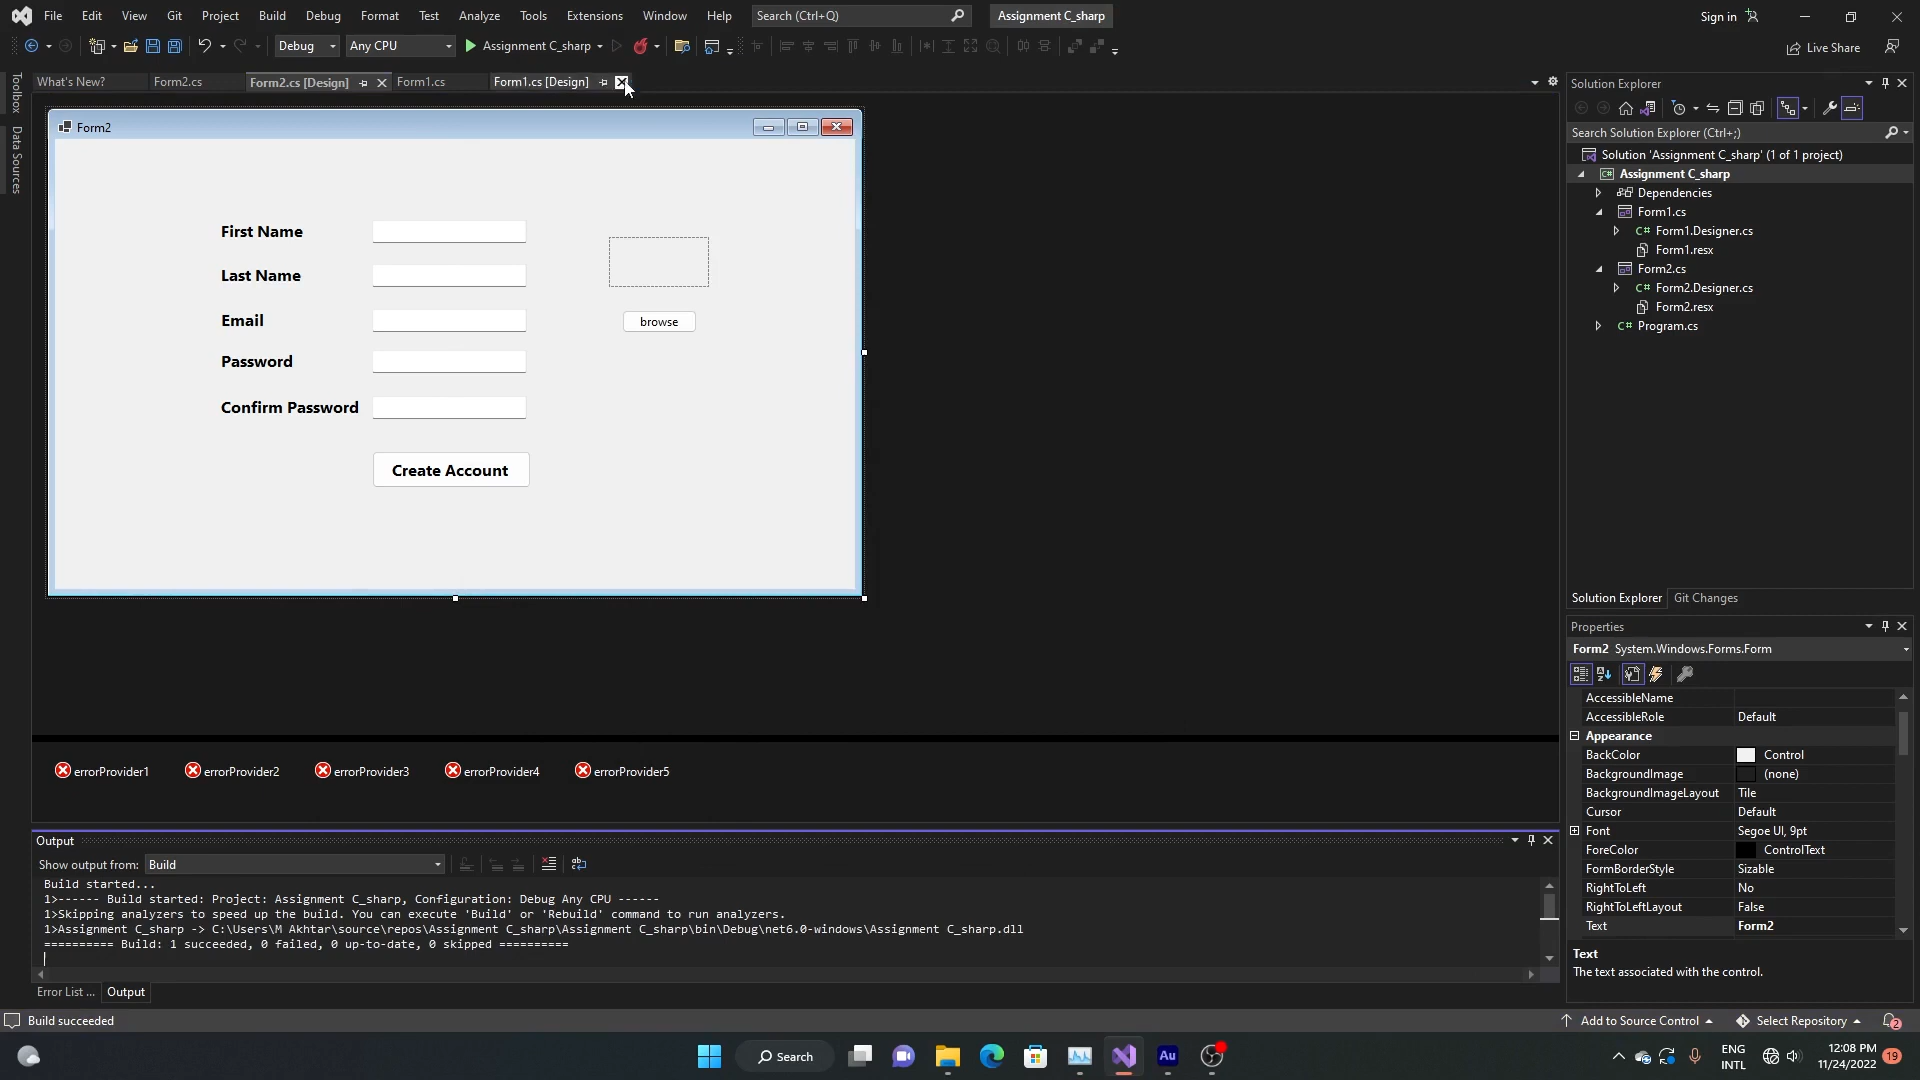 File Edit View Git Project Build Debug Format Test Analyze Tools Extensions Window Help Search (Ctrl+Q) Assignment C_sharp Sign in
Debug Any CPU Assignment C_sharp Live Share
What's New? Form2.cs Form2.cs [Design] Form1.cs Form1.cs [Design]
Toolbox
Data Sources
Form2
First Name
Last Name
Email
browse
Password
Confirm Password
Create Account
errorProvider1 errorProvider2 errorProvider3 errorProvider4 errorProvider5
Output
Show output from: Build
Build started...
1>------ Build started: Project: Assignment C_sharp, Configuration: Debug Any CPU ------
1>Skipping analyzers to speed up the build. You can execute 'Build' or 'Rebuild' command to run analyzers.
1>Assignment C_sharp -> C:\Users\M Akhtar\source\repos\Assignment C_sharp\Assignment C_sharp\bin\Debug\net6.0-windows\Assignment C_sharp.dll
========== Build: 1 succeeded, 0 failed, 0 up-to-date, 0 skipped ==========
Error List ... Output
Solution Explorer
Search Solution Explorer (Ctrl+;)
Solution 'Assignment C_sharp' (1 of 1 project)
C# Assignment C_sharp
Dependencies
Form1.cs
C# Form1.Designer.cs
Form1.resx
Form2.cs
C# Form2.Designer.cs
Form2.resx
C# Program.cs
Solution Explorer Git Changes
Properties
Form2 System.Windows.Forms.Form
AccessibleName
AccessibleRole Default
Appearance
BackColor Control
BackgroundImage (none)
BackgroundImageLayout Tile
Cursor Default
Font Segoe UI, 9pt
ForeColor ControlText
FormBorderStyle Sizable
RightToLeft No
RightToLeftLayout False
Text Form2
Text
The text associated with the control.
Build succeeded Add to Source Control Select Repository 2
Search Au ENG INTL 12:08 PM 11/24/2022 19